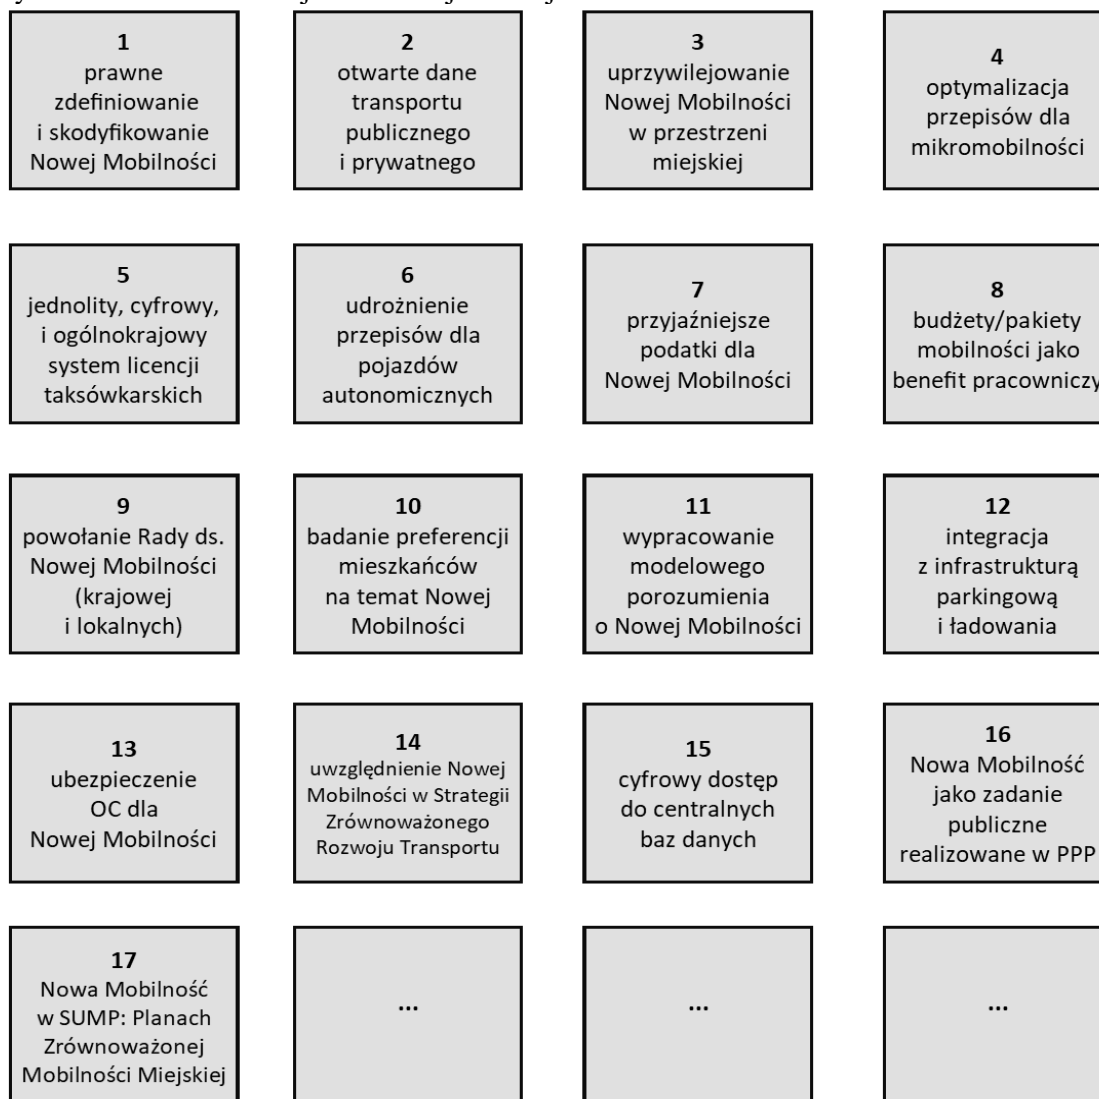 1
prawne
zdefiniowanie
i skodyfikowanie
Nowej Mobilności
2
otwarte dane
transportu
publicznego
i prywatnego
3
uprzywilejowanie
Nowej Mobilności
w przestrzeni
miejskiej
4
optymalizacja
przepisów dla
mikromobilności
5
jednolity, cyfrowy,
i ogólnokrajowy
system licencji
taksówkarskich
6
udrożnienie
przepisów dla
pojazdów
autonomicznych
7
przyjaźniejsze
podatki dla
Nowej Mobilności
8
budżety/pakiety
mobilności jako
benefit pracowniczy
9
powołanie Rady ds.
Nowej Mobilności
(krajowej
i lokalnych)
10
badanie preferencji
mieszkańców
na temat Nowej
Mobilności
11
wypracowanie
modelowego
porozumienia
o Nowej Mobilności
12
integracja
z infrastrukturą
parkingową
i ładowania
13
ubezpieczenie
OC dla
Nowej Mobilności
14
uwzględnienie Nowej
Mobilności w Strategii
Zrównoważonego
Rozwoju Transportu
15
cyfrowy dostęp
do centralnych
baz danych
16
Nowa Mobilność
jako zadanie
publiczne
realizowane w PPP
17
Nowa Mobilność
w SUMP: Planach
Zrównoważonej
Mobilności Miejskiej
...
...
...